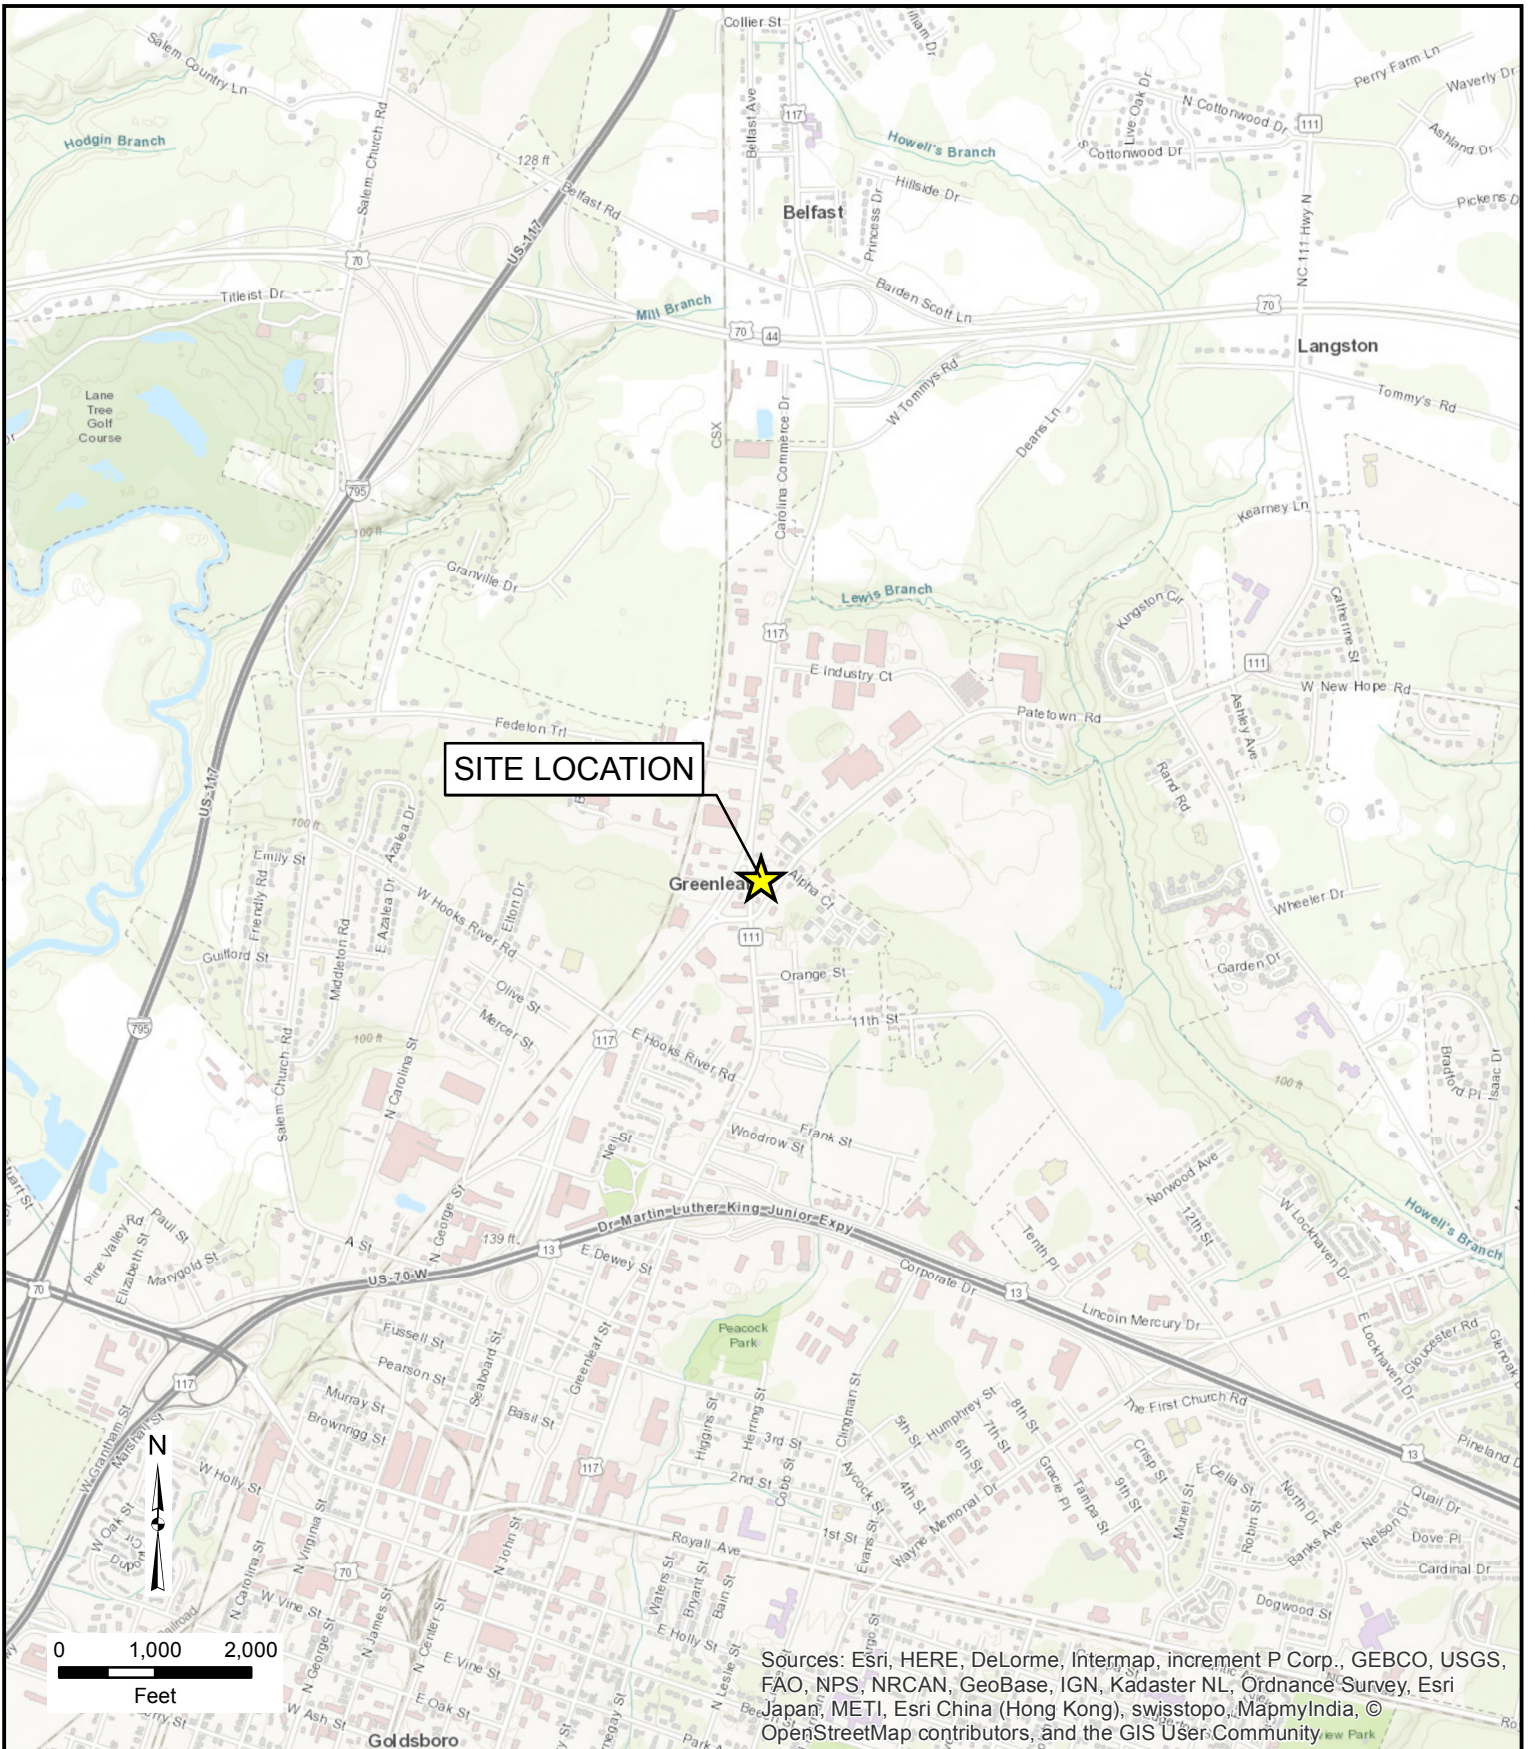 Collier St
Salem Country Ln
Salem Church Rd
Hodgin Branch
128 ft
Belfast Rd
Belfast Ave
117
Howell's Branch
Hillside Dr
Belfast
Princess Dr
Live Oak Dr
N Cottonwood Dr
S Cottonwood Dr
111
Perry Farm Ln
Waverly Dr
Ashland Dr
NC 111 Hwy N
70
US-117
Titleist Dr
Mill Branch
Barden Scott Ln
70
44
70
Langston
Tommy's Rd
W Tommys Rd
Deans Ln
Lane
Tree
Golf
Course
CSX
Carolina Commerce Dr
795
100 ft
Granville Dr
Kearney Ln
Lewis Branch
Kingston Cir
Catherine St
117
E Industry Ct
111
W New Hope Rd
Patetown Rd
Ashley Ave
Fedelon Trl
SITE LOCATION
Rand Rd
US-117
100 ft
Azalea Dr
Emily St
Friendly Rd
Middleton Rd
E Azalea Dr
W Hooks River Rd
Elton Dr
Alpha Ct
Wheeler Dr
111
Guilford St
Garden Dr
Orange St
Olive St
Mercer St
11th St
795
117
E Hooks River Rd
100 ft
Salem Church Rd
N Carolina St
100 ft
Bradford Pl
Isaac Dr
Neil St
Woodrow St
Frank St
Norwood Ave
12th St
W Lockhaven Dr
Howell's Branch
Pine Valley Rd
Paul St
Elizabeth St
Marygold St
A St
N George St
139 ft
13
Dr Martin Luther King Junior Expy
E Dewey St
Tenth Pl
Corporate Dr
13
Lincoln Mercury Dr
US-70 W
70
E Lockhaven Dr
Gloucester Rd
Peacock
Park
Fussell St
Pearson St
Seaboard St
Greenleaf St
117
Murray St
Brownrigg St
Basil St
Higgins St
Herring St
Clingman St
3rd St
2nd St
Cobb St
5th St
Humphrey St
6th St
7th St
8th St
4th St
Aycock St
The First Church Rd
Gracie Pl
Tampa St
9th St
Crisp St
Muriel St
E Cella St
North Dr
Robin St
Banks Ave
13
Quail Dr
Nelson Dr
Dove Pl
Cardinal Dr
W Grantham St
Marshall St
N
W Holly St
W Oak St
N Virginia St
117
Royall Ave
1st St
Evans St
Wayne Memorial Dr
N John St
70
N Carolina St
W Vine St
N James St
N Center St
N George St
Waters St
Bryant St
Bain St
E Holly St
Dogwood St
E Vine St
E Oak St
W Ash St
N Leslie St
Goldsboro
0 1,000 2,000
Feet
Sources: Esri, HERE, DeLorme, Intermap, increment P Corp., GEBCO, USGS,
FAO, NPS, NRCAN, GeoBase, IGN, Kadaster NL, Ordnance Survey, Esri
Japan, METI, Esri China (Hong Kong), swisstopo, MapmyIndia, ©
OpenStreetMap contributors, and the GIS User Community